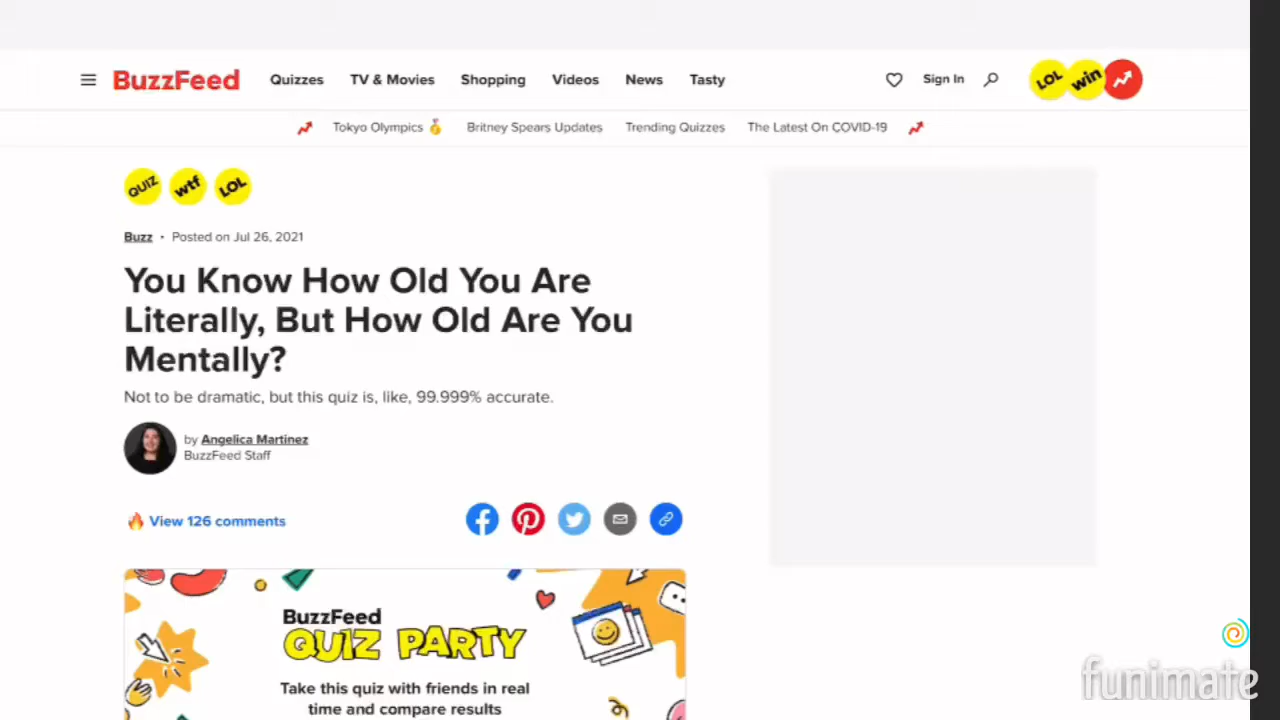 BuzzFeed
Quizzes
TV & Movies
Shopping
Videos
News
Tasty
Sign In
LOL
win
Tokyo Olympics
Britney Spears Updates
Trending Quizzes
The Latest On COVID-19
QUIZ
wtf
LOL
Buzz • Posted on Jul 26, 2021
You Know How Old You Are
Literally, But How Old Are You
Mentally?
Not to be dramatic, but this quiz is, like, 99.999% accurate.
by Angelica Martinez
BuzzFeed Staff
View 126 comments
BuzzFeed
QUIZ PARTY
Take this quiz with friends in real
time and compare results
funimate